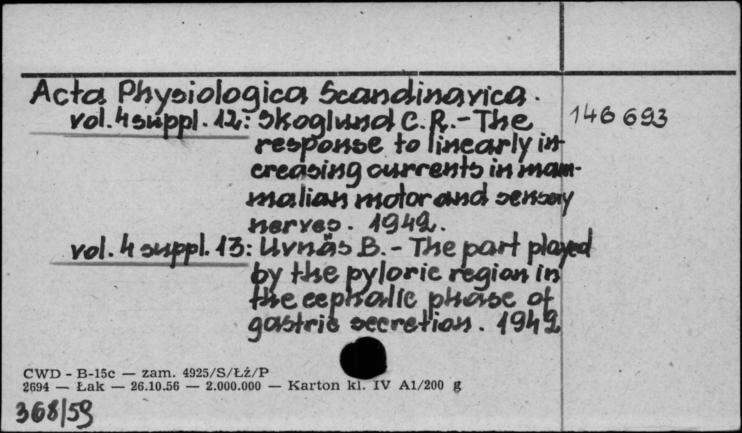 Acta Physiologica Scandinavica.
vol. 4 suppl. 12: Skoglund C. R. - The
146 693
response to linearly in-
creasing currents in mam-
malian motor and sensory
nerves. 1942.
vol. 4 suppl. 13: Uvnäs B. - The part played
by the pyloric region in
the cephalic phase of
gastric secretion. 1942
CWD - B-15c — zam. 4925/S/Łź/P
2694 — Łak — 26.10.56 — 2.000.000 — Karton kl. IV A1/200 g
368/59